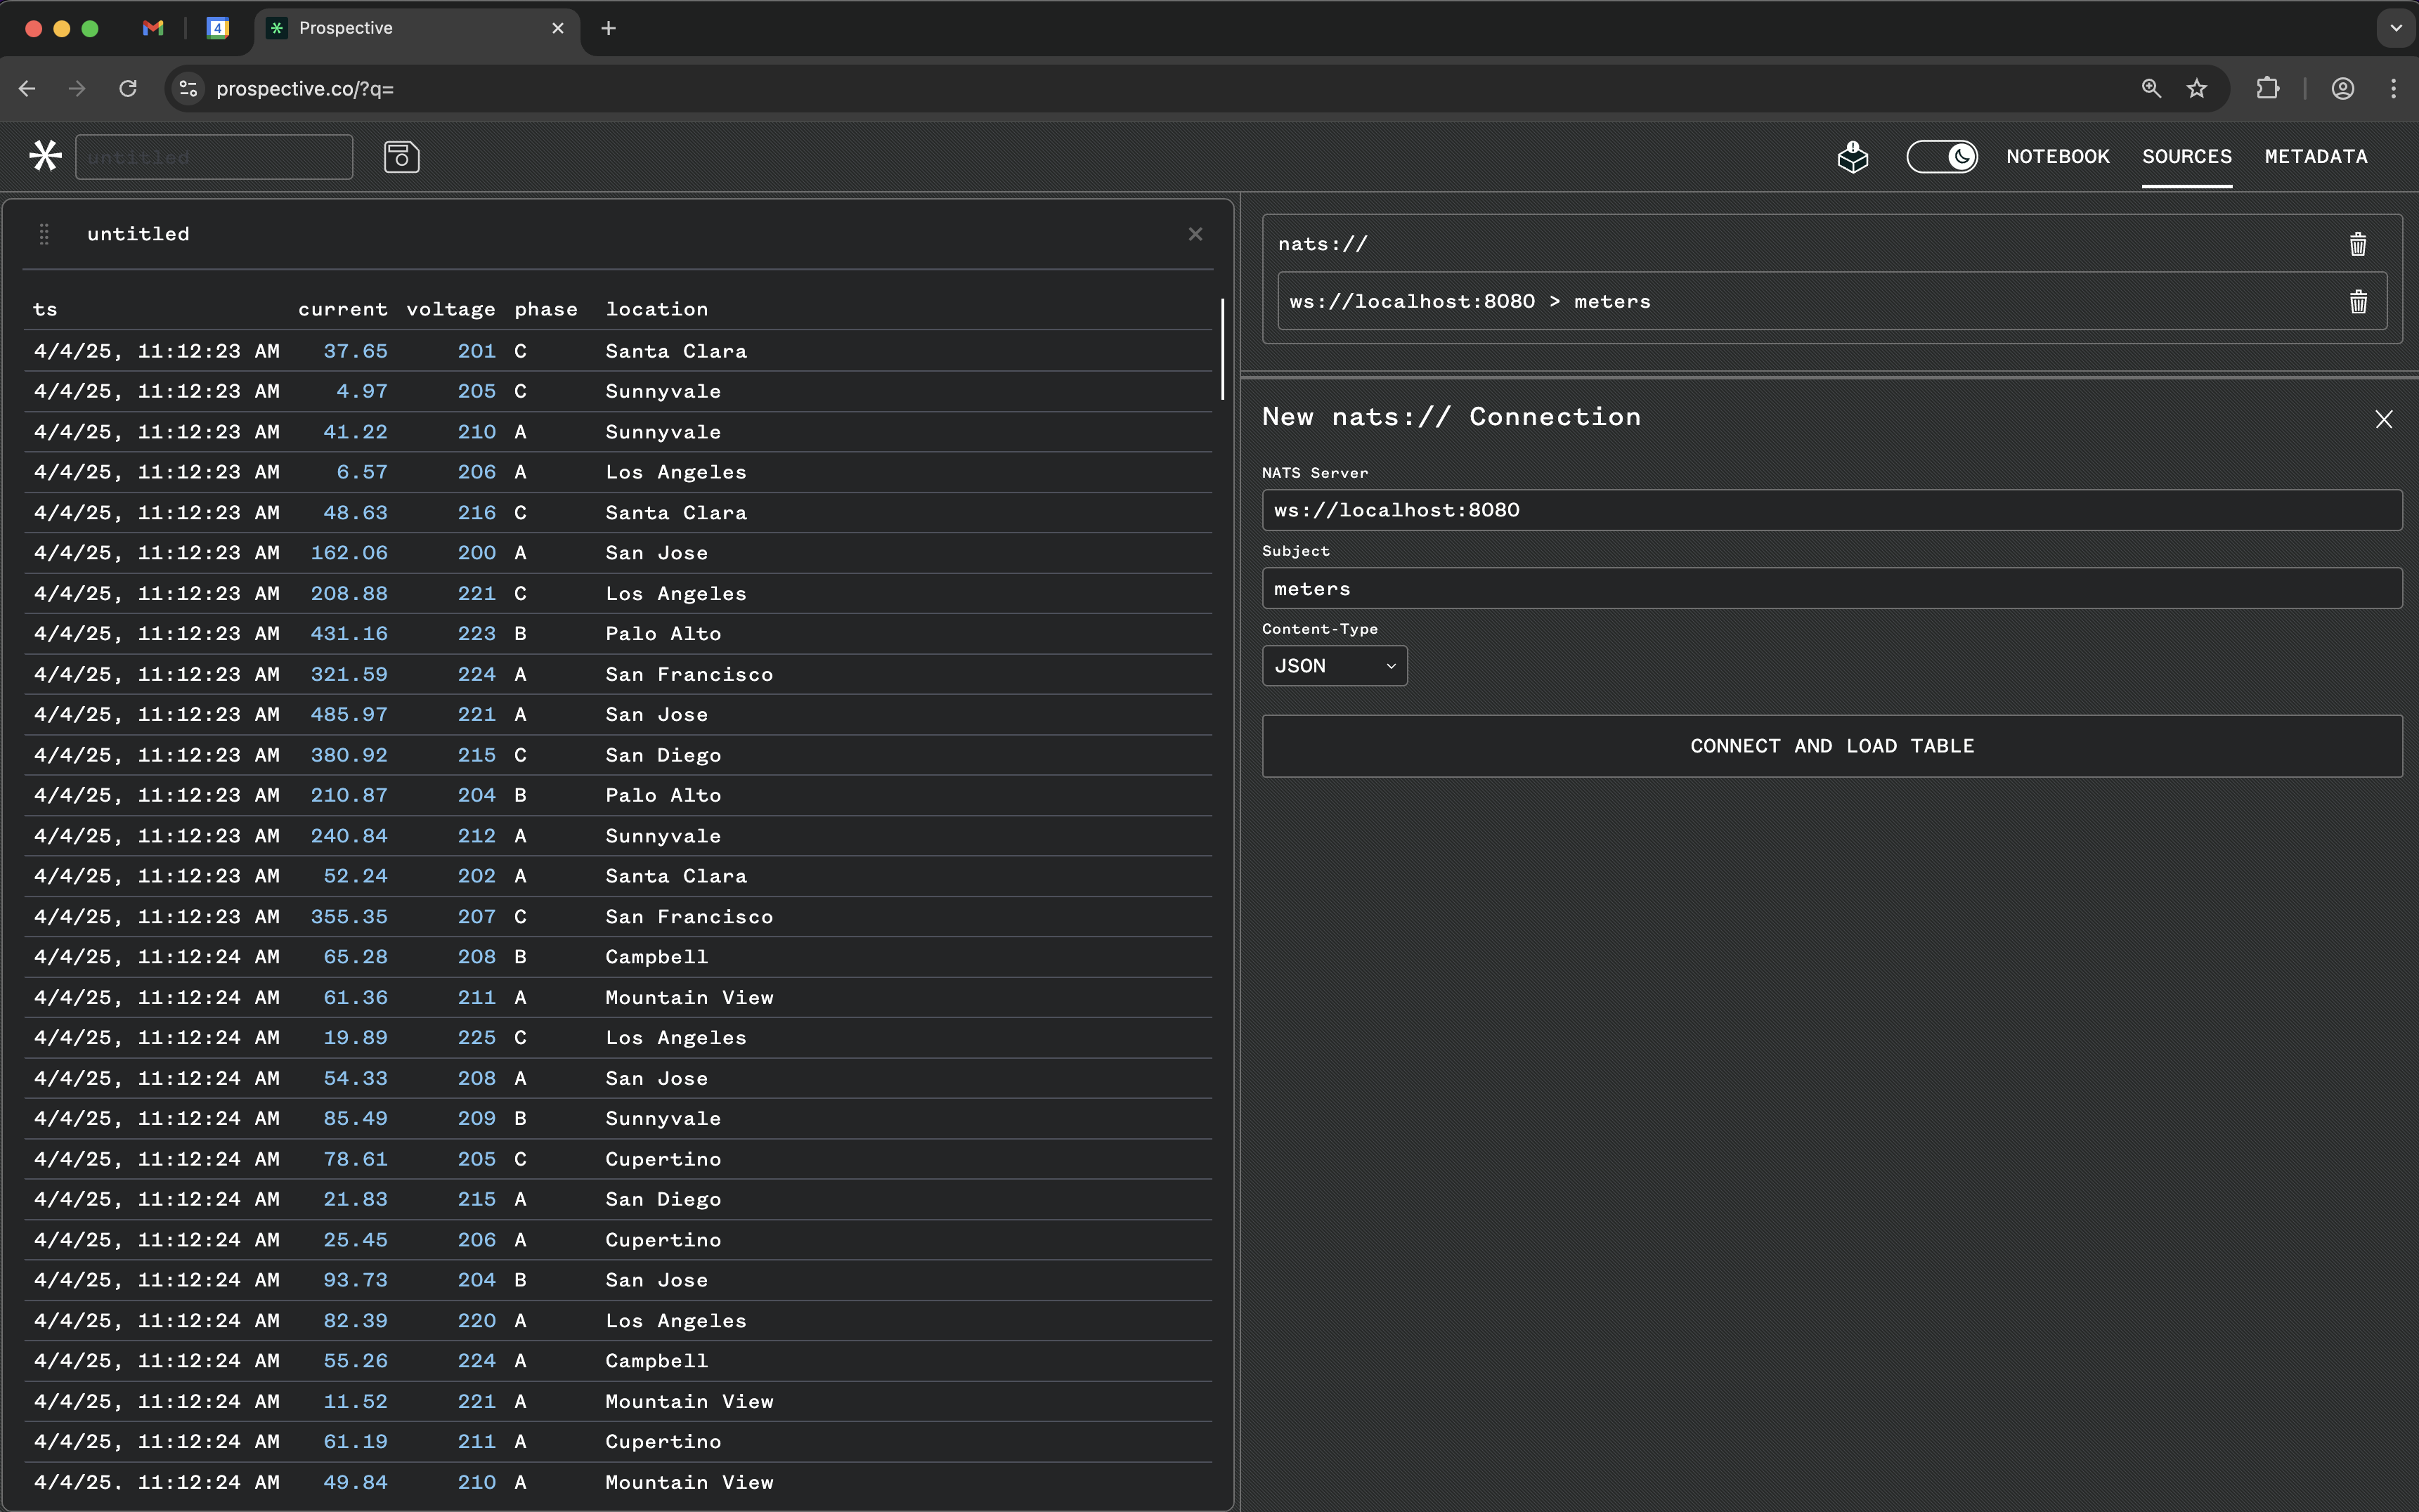 4 Prospective
prospective.co/?q=
untitled
NOTEBOOK SOURCES METADATA
untitled
ts current voltage phase location
4/4/25, 11:12:23 AM 37.65 201 C Santa Clara
4/4/25, 11:12:23 AM 4.97 205 C Sunnyvale
4/4/25, 11:12:23 AM 41.22 210 A Sunnyvale
4/4/25, 11:12:23 AM 6.57 206 A Los Angeles
4/4/25, 11:12:23 AM 48.63 216 C Santa Clara
4/4/25, 11:12:23 AM 162.06 200 A San Jose
4/4/25, 11:12:23 AM 208.88 221 C Los Angeles
4/4/25, 11:12:23 AM 431.16 223 B Palo Alto
4/4/25, 11:12:23 AM 321.59 224 A San Francisco
4/4/25, 11:12:23 AM 485.97 221 A San Jose
4/4/25, 11:12:23 AM 380.92 215 C San Diego
4/4/25, 11:12:23 AM 210.87 204 B Palo Alto
4/4/25, 11:12:23 AM 240.84 212 A Sunnyvale
4/4/25, 11:12:23 AM 52.24 202 A Santa Clara
4/4/25, 11:12:23 AM 355.35 207 C San Francisco
4/4/25, 11:12:24 AM 65.28 208 B Campbell
4/4/25, 11:12:24 AM 61.36 211 A Mountain View
4/4/25, 11:12:24 AM 19.89 225 C Los Angeles
4/4/25, 11:12:24 AM 54.33 208 A San Jose
4/4/25, 11:12:24 AM 85.49 209 B Sunnyvale
4/4/25, 11:12:24 AM 78.61 205 C Cupertino
4/4/25, 11:12:24 AM 21.83 215 A San Diego
4/4/25, 11:12:24 AM 25.45 206 A Cupertino
4/4/25, 11:12:24 AM 93.73 204 B San Jose
4/4/25, 11:12:24 AM 82.39 220 A Los Angeles
4/4/25, 11:12:24 AM 55.26 224 A Campbell
4/4/25, 11:12:24 AM 11.52 221 A Mountain View
4/4/25, 11:12:24 AM 61.19 211 A Cupertino
4/4/25, 11:12:24 AM 49.84 210 A Mountain View
nats://
ws://localhost:8080 > meters
New nats:// Connection
NATS Server
ws://localhost:8080
Subject
meters
Content-Type
JSON
CONNECT AND LOAD TABLE